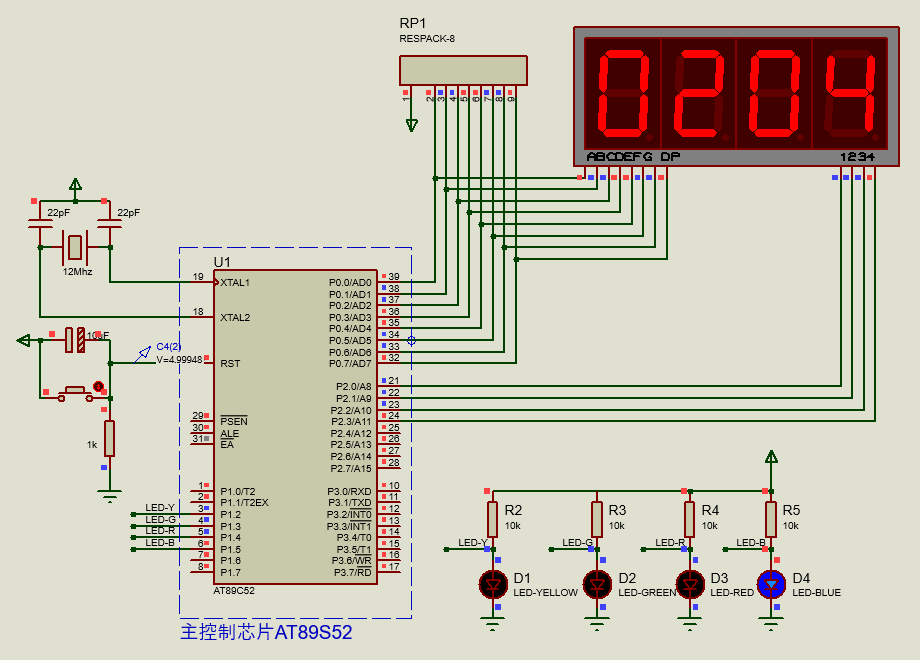 RP1
RESPACK-8
1 2 3 4 5 6 7 8 9
0204
ABCDEFG DP
1234
22pF
22pF
12Mhz
10uF
C4(2)
V=4.99948
1k
U1
19 XTAL1
18 XTAL2
RST
29 PSEN
30 ALE
31 EA
1 P1.0/T2
2 P1.1/T2EX
LED-Y 3 P1.2
LED-G 4 P1.3
LED-R 5 P1.4
LED-B 6 P1.5
7 P1.6
8 P1.7
P0.0/AD0 39
P0.1/AD1 38
P0.2/AD2 37
P0.3/AD3 36
P0.4/AD4 35
P0.5/AD5 34
P0.6/AD6 33
P0.7/AD7 32
P2.0/A8 21
P2.1/A9 22
P2.2/A10 23
P2.3/A11 24
P2.4/A12 25
P2.5/A13 26
P2.6/A14 27
P2.7/A15 28
P3.0/RXD 10
P3.1/TXD 11
P3.2/INT0 12
P3.3/INT1 13
P3.4/T0 14
P3.5/T1 15
P3.6/WR 16
P3.7/RD 17
AT89C52
主控制芯片AT89S52
R2
10k
R3
10k
R4
10k
R5
10k
LED-Y
LED-G
LED-R
LED-B
D1
LED-YELLOW
D2
LED-GREEN
D3
LED-RED
D4
LED-BLUE